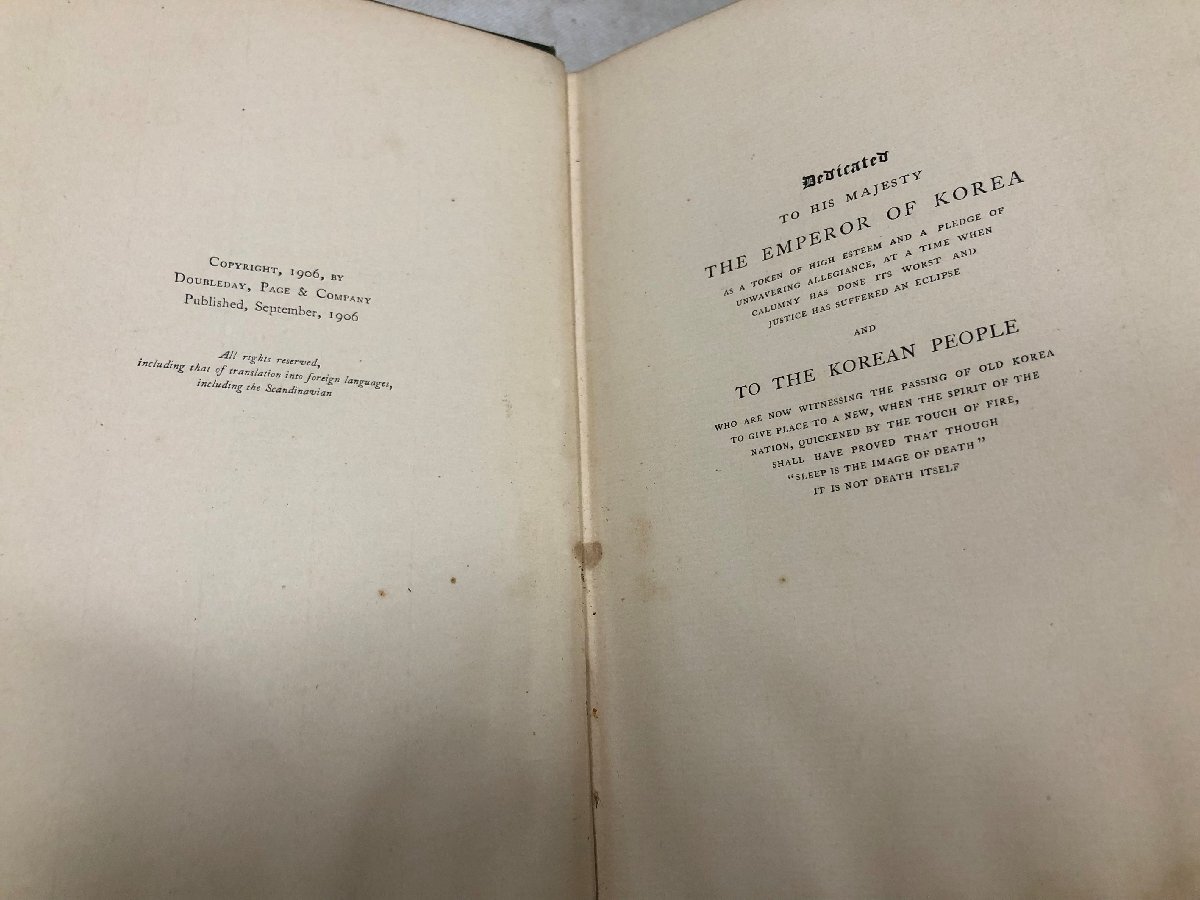 Copyright, 1906, by
Doubleday, Page & Company
Published, September, 1906
All rights reserved,
including that of translation into foreign languages,
including the Scandinavian
Dedicated
TO HIS MAJESTY
THE EMPEROR OF KOREA
AS A TOKEN OF HIGH ESTEEM AND A PLEDGE OF
UNWAVERING ALLEGIANCE, AT A TIME WHEN
CALUMNY HAS DONE ITS WORST AND
JUSTICE HAS SUFFERED AN ECLIPSE
AND
TO THE KOREAN PEOPLE
WHO ARE NOW WITNESSING THE PASSING OF OLD KOREA
TO GIVE PLACE TO A NEW, WHEN THE SPIRIT OF THE
NATION, QUICKENED BY THE TOUCH OF FIRE,
SHALL HAVE PROVED THAT THOUGH
"SLEEP IS THE IMAGE OF DEATH"
IT IS NOT DEATH ITSELF